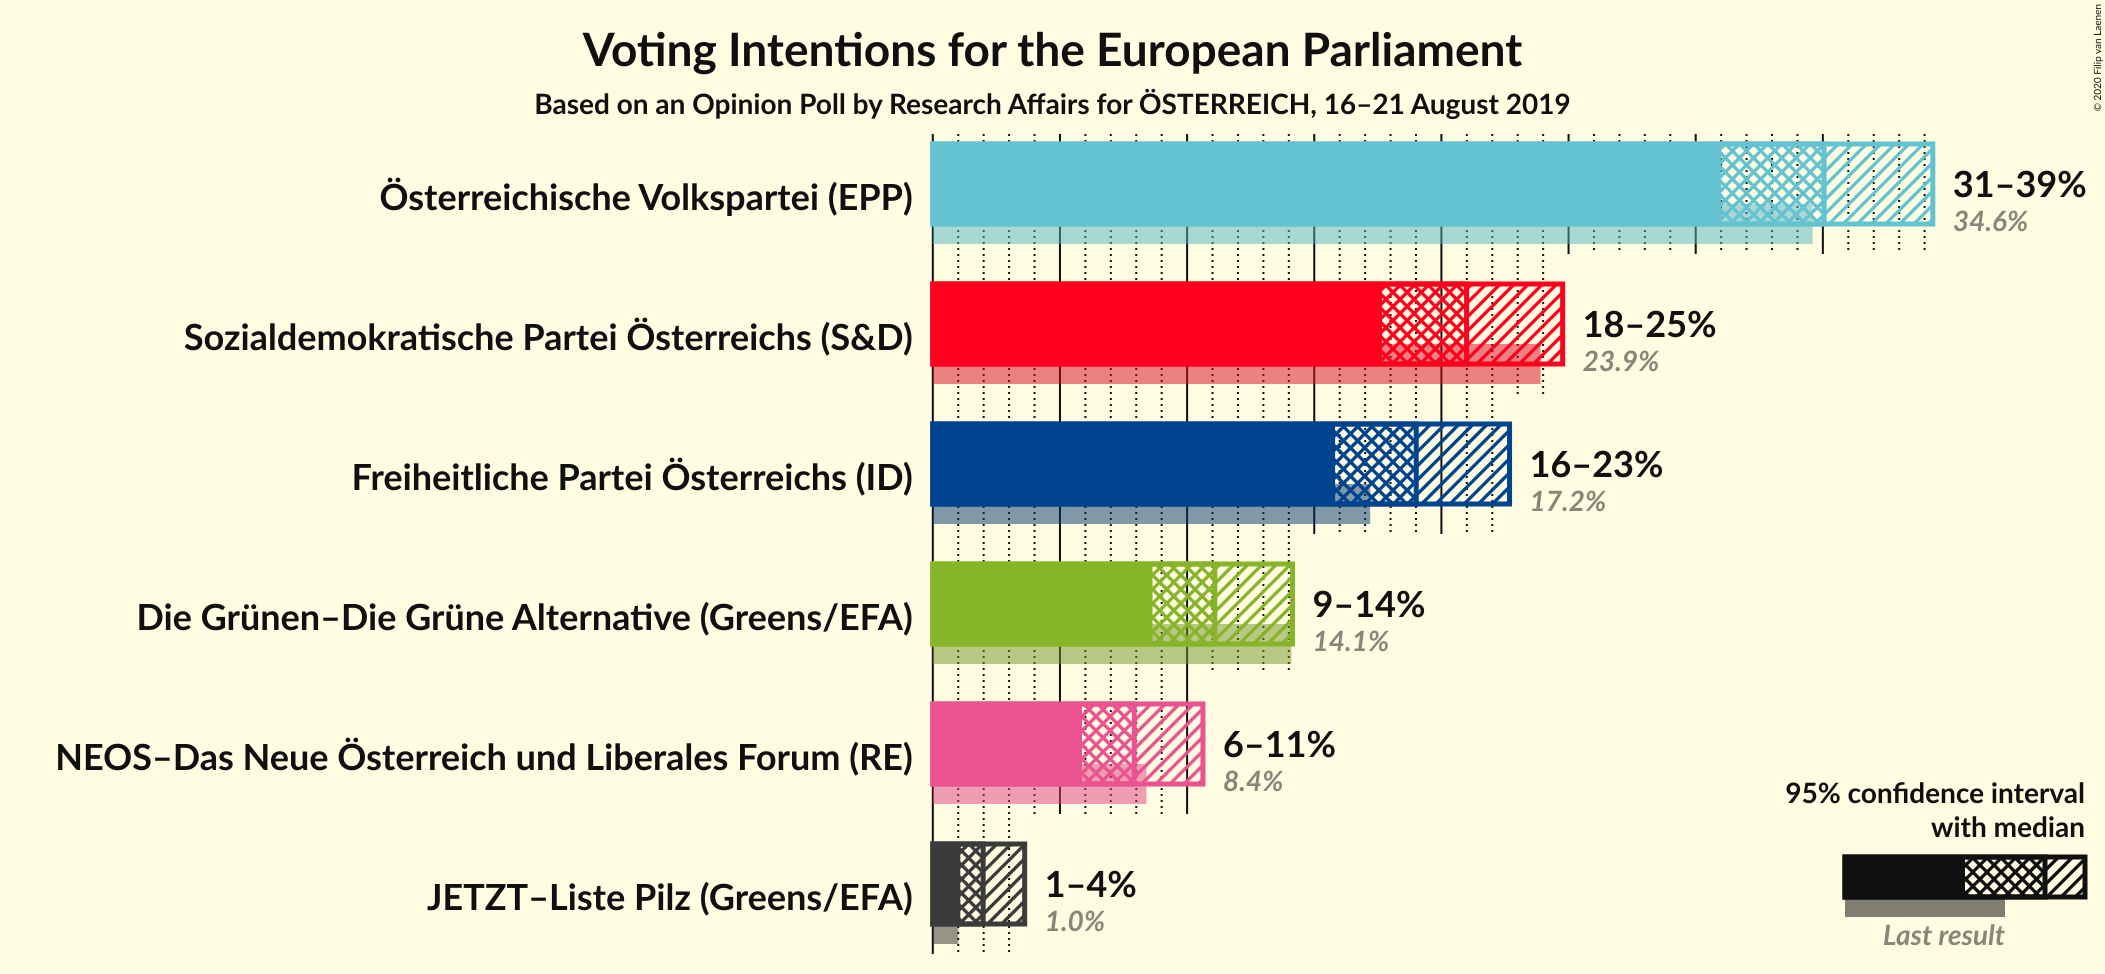 Voting Intentions for the European Parliament
Based on an Opinion Poll by Research Affairs for ÖSTERREICH, 16–21 August 2019
© 2020 Filip van Laenen
Österreichische Volkspartei (EPP)
31–39%
34.6%
Sozialdemokratische Partei Österreichs (S&D)
18–25%
23.9%
Freiheitliche Partei Österreichs (ID)
16–23%
17.2%
Die Grünen–Die Grüne Alternative (Greens/EFA)
9–14%
14.1%
NEOS–Das Neue Österreich und Liberales Forum (RE)
6–11%
8.4%
JETZT–Liste Pilz (Greens/EFA)
1–4%
1.0%
95% confidence interval
with median
Last result